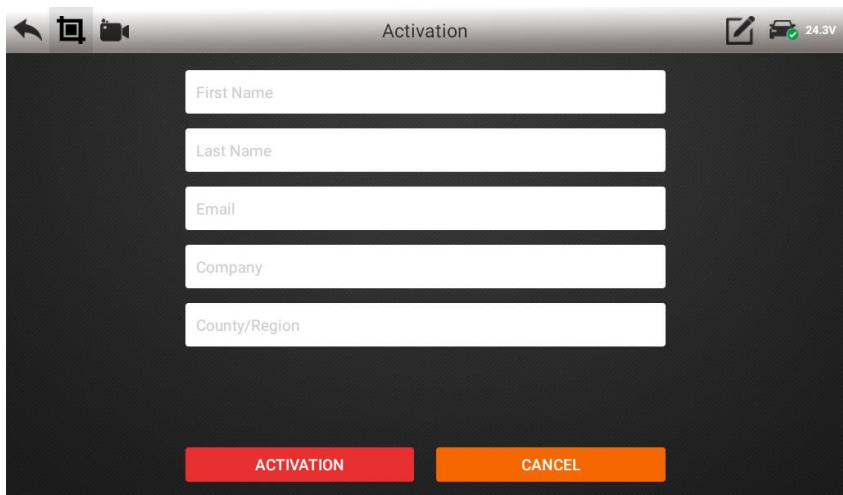 Activation
24.3V
First Name
Last Name
Email
Company
County/Region
ACTIVATION
CANCEL